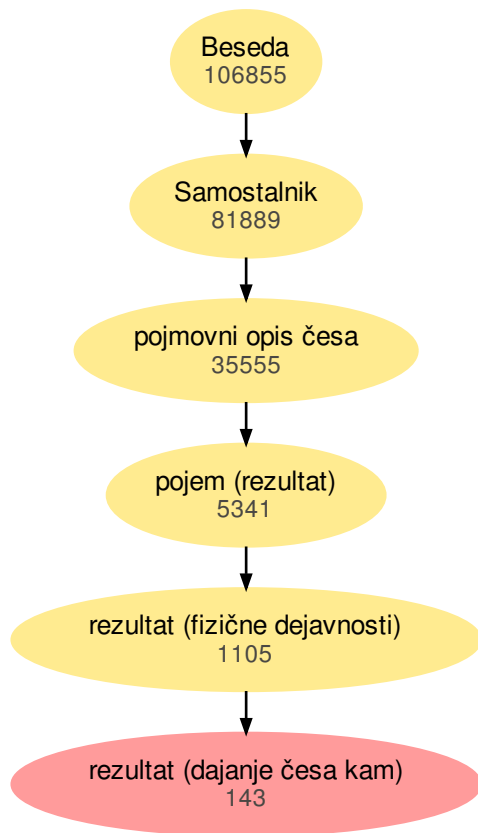 Beseda
106855
Samostalnik
81889
pojmovni opis česa
35555
pojem (rezultat)
5341
rezultat (fizične dejavnosti)
1105
rezultat (dajanje česa kam)
143